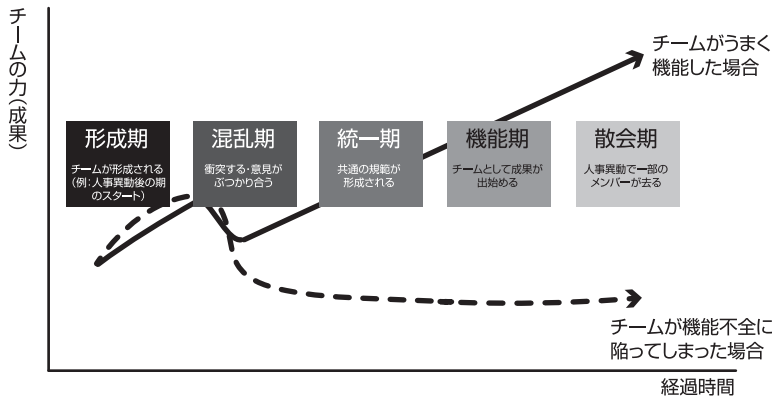 チームの力(成果)
チームがうまく
機能した場合
形成期
チームが形成される
(例:人事異動後の期
のスタート)
混乱期
衝突する・意見が
ぶつかり合う
統一期
共通の規範が
形成される
機能期
チームとして成果が
出始める
散会期
人事異動で一部の
メンバーが去る
チームが機能不全に
陥ってしまった場合
経過時間